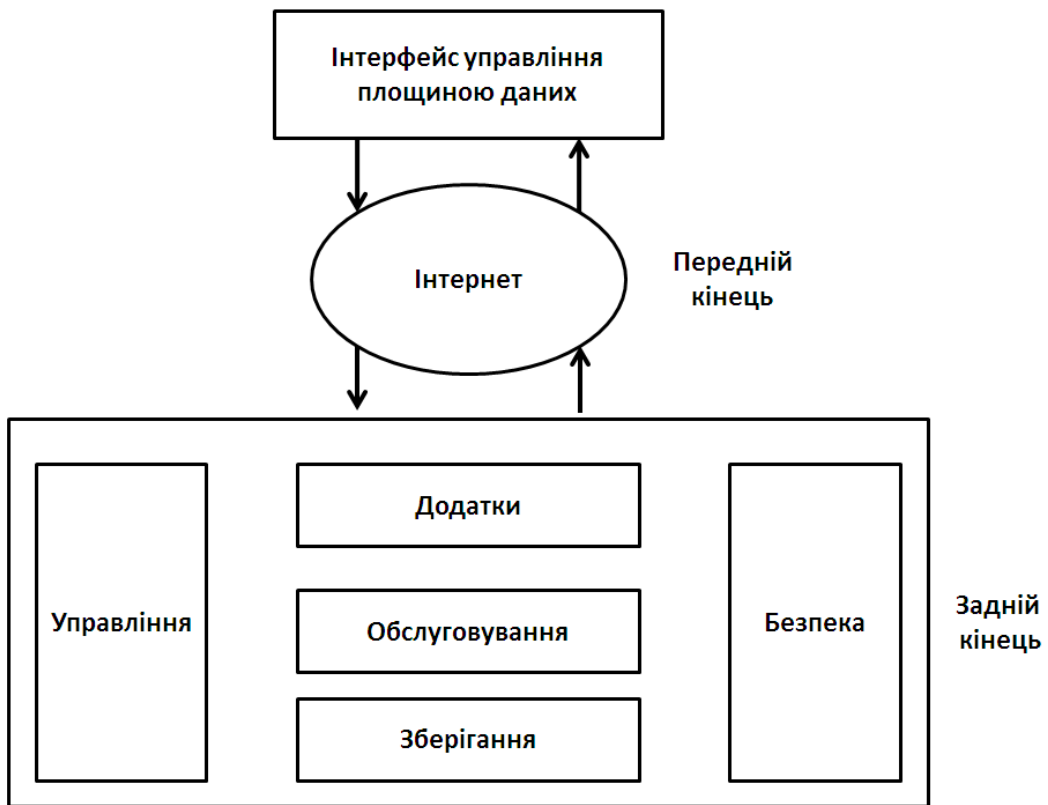 Інтерфейс управління
площиною даних
Інтернет
Передній
кінець
Додатки
Управління
Обслуговування
Безпека
Зберігання
Задній
кінець